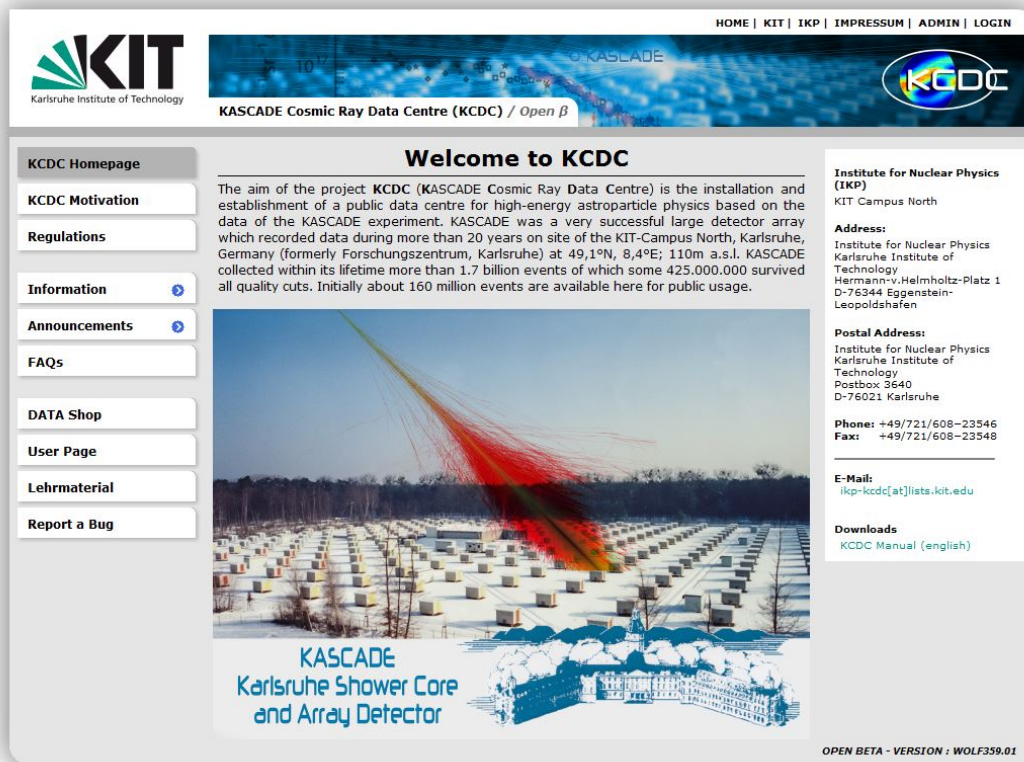 HOME | KIT | IKP | IMPRESSUM | ADMIN | LOGIN
KIT
Karlsruhe Institute of Technology
10¹⁷
KASCADE
KCDC
KASCADE Cosmic Ray Data Centre (KCDC) / Open β
KCDC Homepage
KCDC Motivation
Regulations
Information
Announcements
FAQs
DATA Shop
User Page
Lehrmaterial
Report a Bug
Welcome to KCDC
The aim of the project KCDC (KASCADE Cosmic Ray Data Centre) is the installation and
establishment of a public data centre for high-energy astroparticle physics based on the
data of the KASCADE experiment. KASCADE was a very successful large detector array
which recorded data during more than 20 years on site of the KIT-Campus North, Karlsruhe,
Germany (formerly Forschungszentrum, Karlsruhe) at 49,1°N, 8,4°E; 110m a.s.l. KASCADE
collected within its lifetime more than 1.7 billion events of which some 425.000.000 survived
all quality cuts. Initially about 160 million events are available here for public usage.
KASCADE
Karlsruhe Shower Core
and Array Detector
Institute for Nuclear Physics
(IKP)
KIT Campus North
Address:
Institute for Nuclear Physics
Karlsruhe Institute of
Technology
Hermann-v.Helmholtz-Platz 1
D-76344 Eggenstein-
Leopoldshafen
Postal Address:
Institute for Nuclear Physics
Karlsruhe Institute of
Technology
Postbox 3640
D-76021 Karlsruhe
Phone: +49/721/608−23546
Fax: +49/721/608−23548
E-Mail:
ikp-kcdc[at]lists.kit.edu
Downloads
KCDC Manual (english)
OPEN BETA - VERSION : WOLF359.01